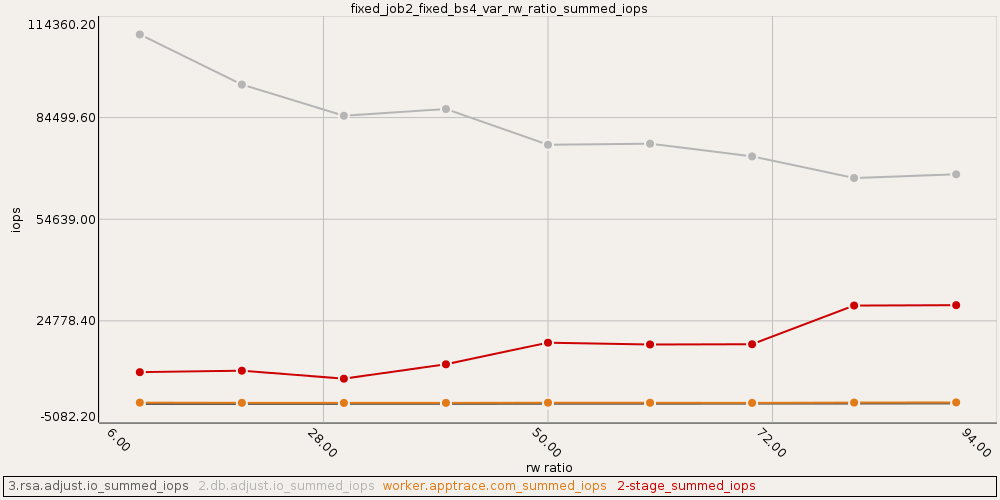 fixed_job2_fixed_bs4_var_rw_ratio_summed_iops
114360.20
84499.60
54639.00
24778.40
-5082.20
iops
6.00
28.00
50.00
72.00
94.00
rw ratio
3.rsa.adjust.io_summed_iops 2.db.adjust.io_summed_iops worker.apptrace.com_summed_iops 2-stage_summed_iops